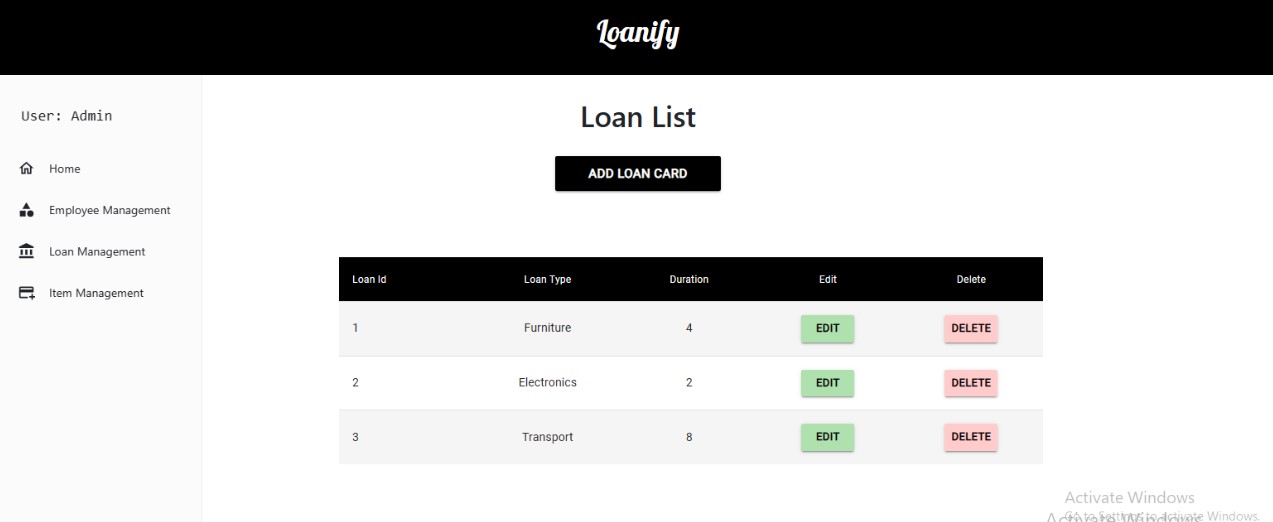 Loanify
User: Admin
Home
Employee Management
Loan Management
Item Management
Loan List
ADD LOAN CARD
Loan Id Loan Type Duration Edit Delete
1 Furniture 4 EDIT DELETE
2 Electronics 2 EDIT DELETE
3 Transport 8 EDIT DELETE
Activate Windows
Go to Settings to activate Windows.
Activate Windows